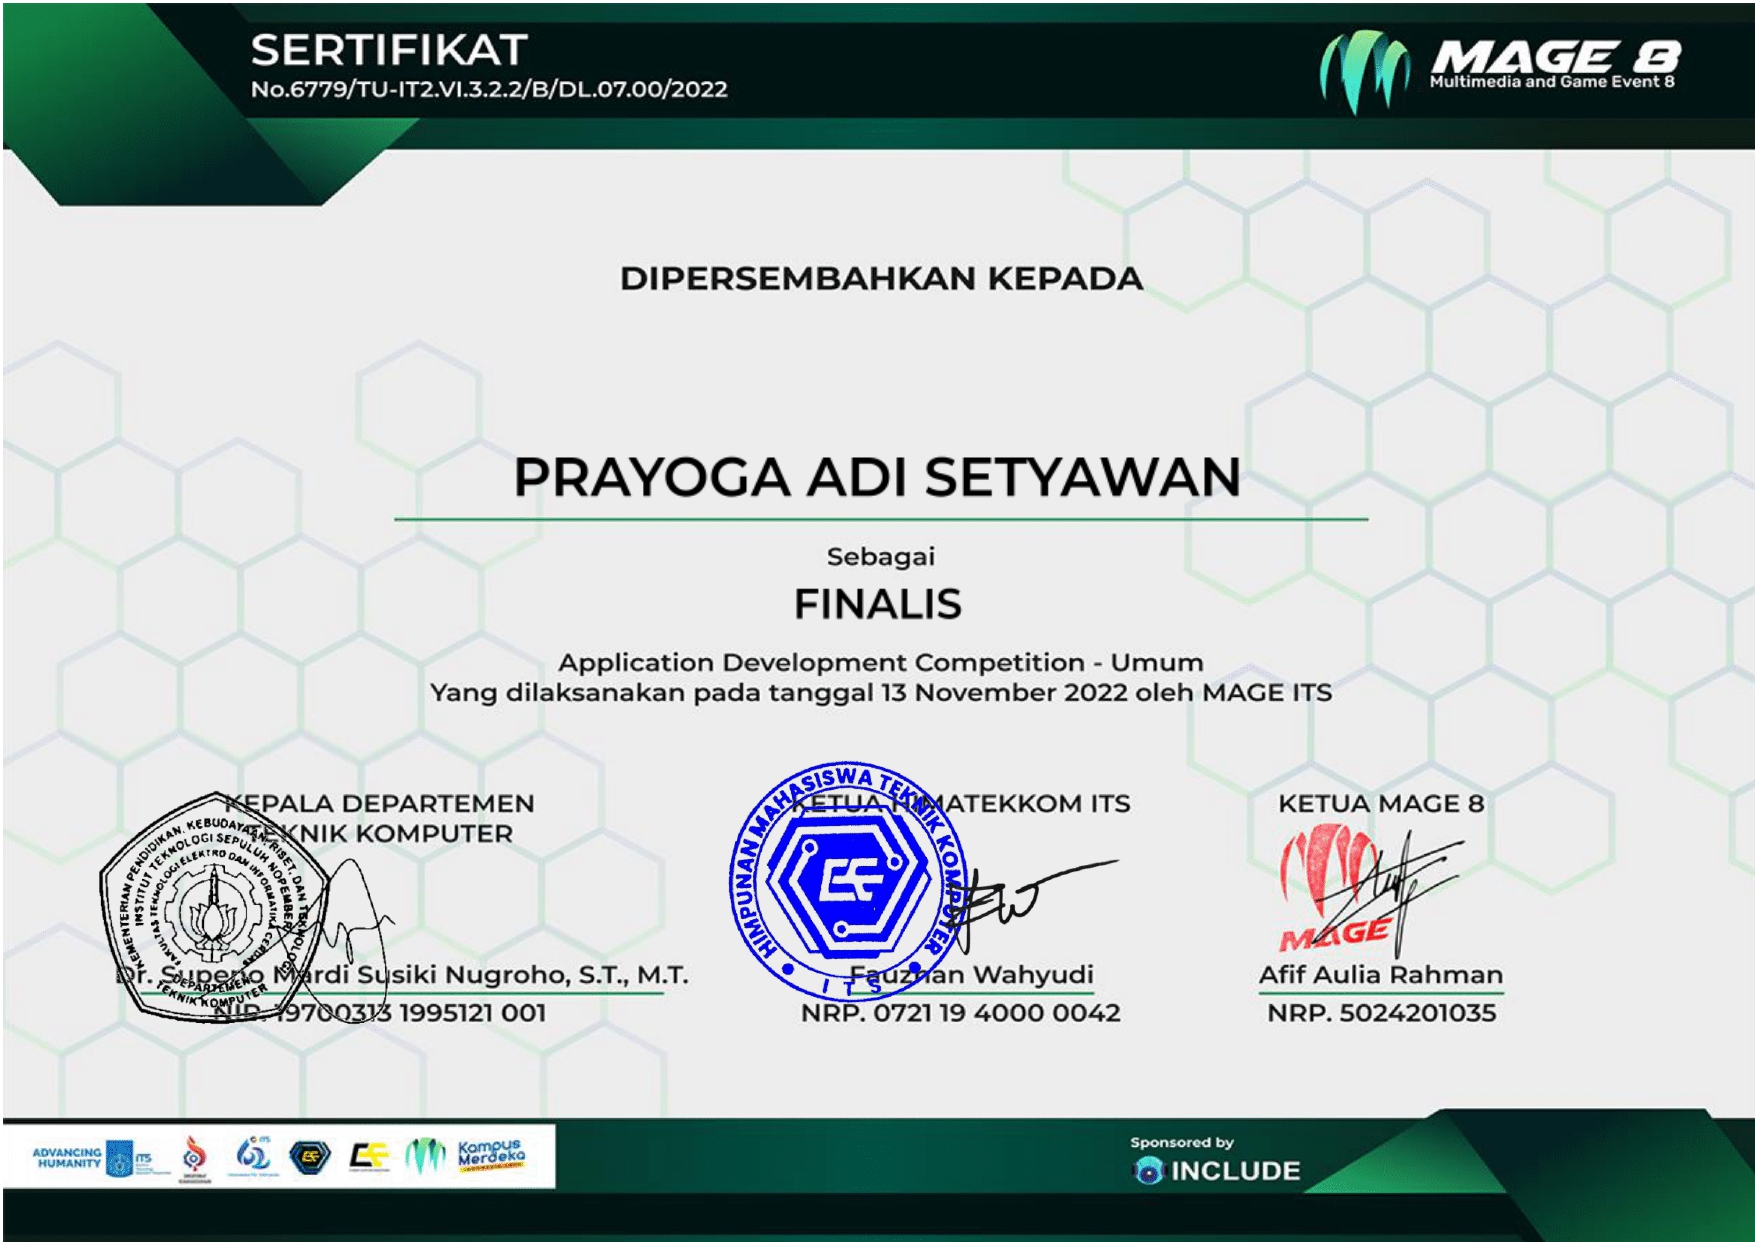 SERTIFIKAT
No.6779/TU-IT2.VI.3.2.2/B/DL.07.00/2022
MAGE 8
Multimedia and Game Event 8
DIPERSEMBAHKAN KEPADA
PRAYOGA ADI SETYAWAN
Sebagai
FINALIS
Application Development Competition - Umum
Yang dilaksanakan pada tanggal 13 November 2022 oleh MAGE ITS
KEPALA DEPARTEMEN
TEKNIK KOMPUTER
KEMENTERIAN PENDIDIKAN, KEBUDAYAAN, RISET, DAN TEKNOLOGI
INSTITUT TEKNOLOGI SEPULUH NOPEMBER
FAKULTAS TEKNOLOGI ELEKTRO DAN INFORMATIKA CERDAS
DEPARTEMEN
TEKNIK KOMPUTER
Dr. Supeno Mardi Susiki Nugroho, S.T., M.T.
NIP. 19700313 1995121 001
KETUA HIMATEKKOM ITS
HIMPUNAN MAHASISWA TEKNIK KOMPUTER
ITS
Fauzhan Wahyudi
NRP. 0721 19 4000 0042
KETUA MAGE 8
MAGE
Afif Aulia Rahman
NRP. 5024201035
ADVANCING
HUMANITY
ITS
Kampus
Merdeka
Sponsored by
INCLUDE